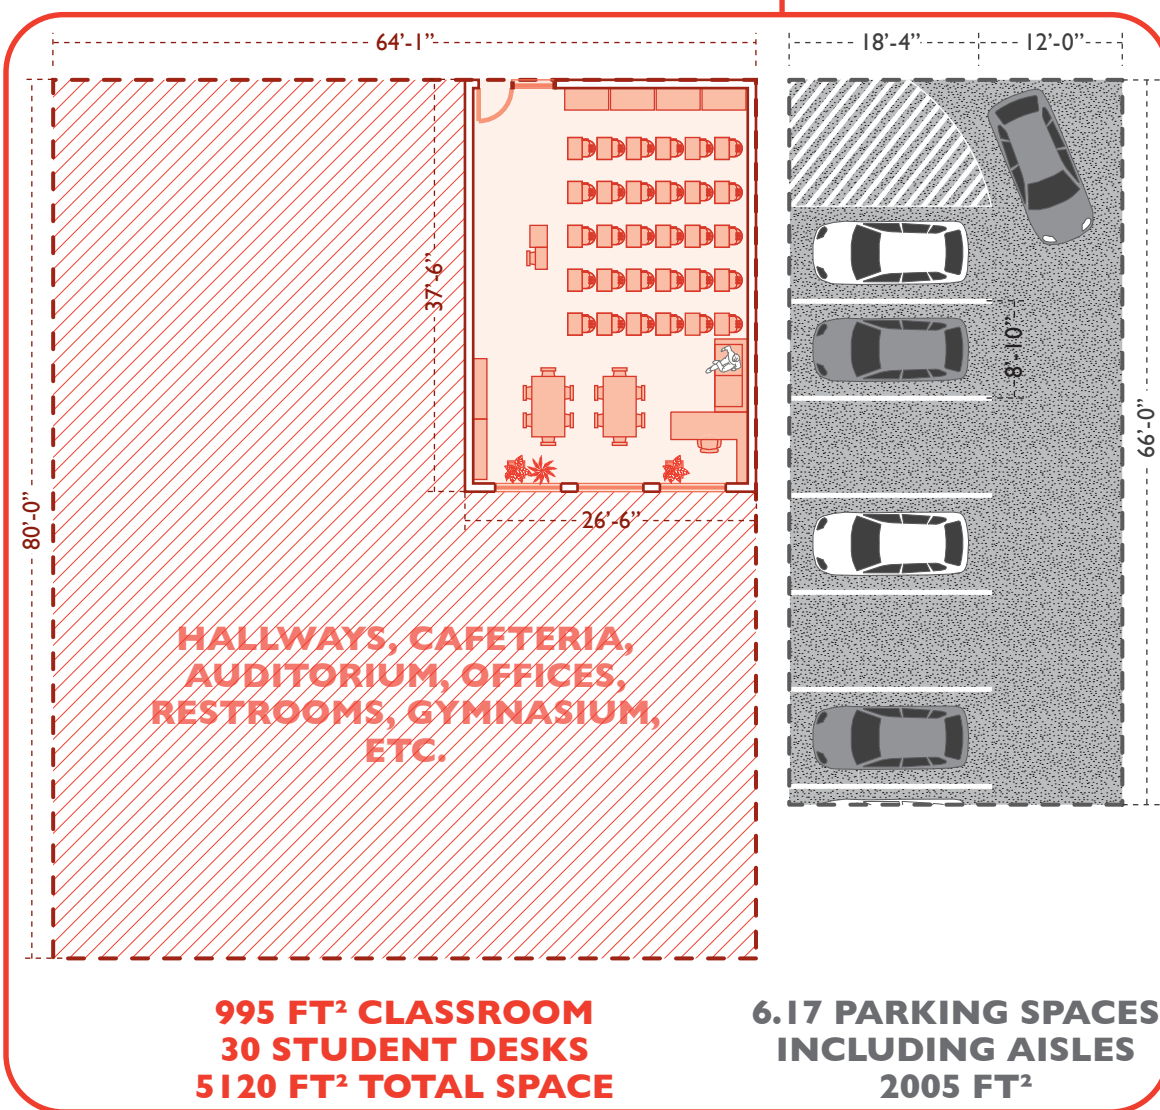 64’-1”
18’-4”
12’-0”
37’-6”
8’-10”
66’-0”
80’-0”
26’-6”
HALLWAYS, CAFETERIA,
AUDITORIUM, OFFICES,
RESTROOMS, GYMNASIUM,
ETC.
995 FT² CLASSROOM
30 STUDENT DESKS
5120 FT² TOTAL SPACE
6.17 PARKING SPACES
INCLUDING AISLES
2005 FT²